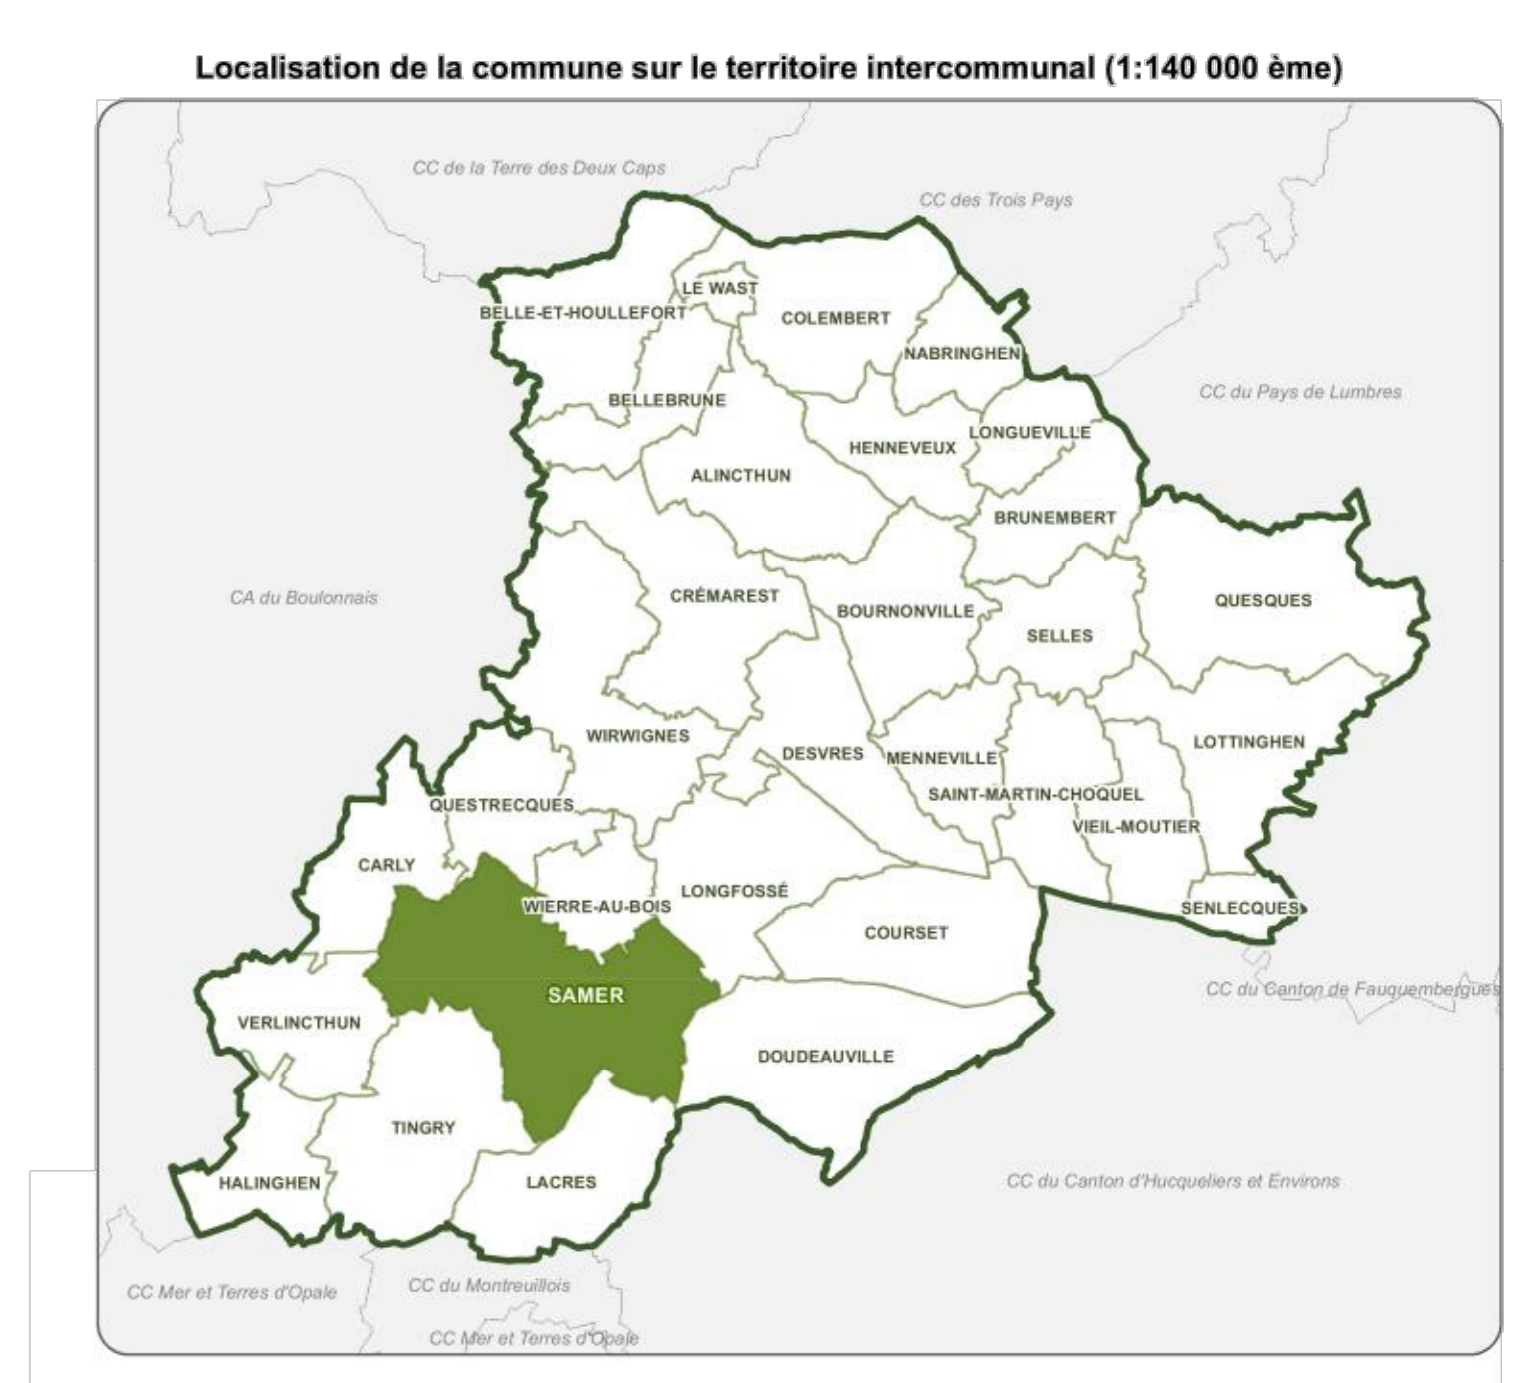 Localisation de la commune sur le territoire intercommunal (1:140 000 ème)
CC de la Terre des Deux Caps
CC des Trois Pays
LE WAST
BELLE-ET-HOULLEFORT
COLEMBERT
NABRINGHEN
CC du Pays de Lumbres
BELLEBRUNE
LONGUEVILLE
HENNEVEUX
ALINCTHUN
BRUNEMBERT
CA du Boulonnais
CRÉMAREST
QUESQUES
BOURNONVILLE
SELLES
WIRWIGNES
LOTTINGHEN
DESVRES
MENNEVILLE
SAINT-MARTIN-CHOQUEL
QUESTRECQUES
VIEIL-MOUTIER
CARLY
LONGFOSSÉ
WIERRE-AU-BOIS
SENLECQUES
COURSET
CC du Canton de Fauquembergues
SAMER
VERLINCTHUN
DOUDEAUVILLE
TINGRY
CC du Canton d'Hucqueliers et Environs
HALINGHEN
LACRES
CC du Montreuillois
CC Mer et Terres d'Opale
CC Mer et Terres d'Opale